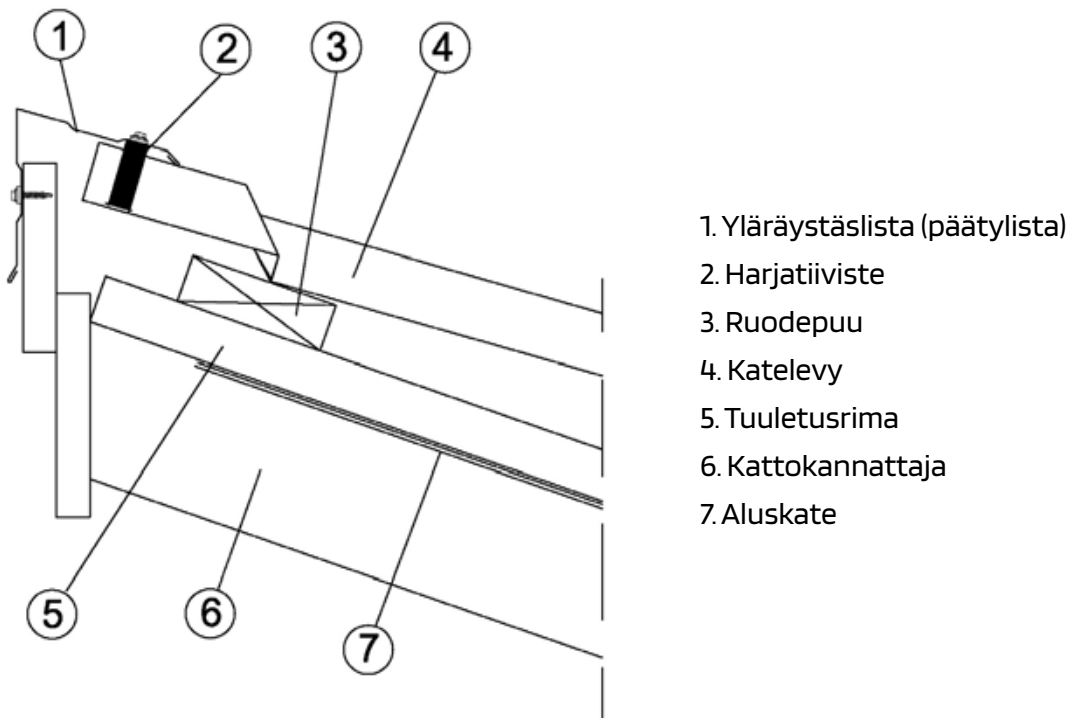 1
2
3
4
1. Yläräystäslista (päätylista)
2. Harjatiiviste
3. Ruodepuu
4. Katelevy
5. Tuuletusrima
6. Kattokannattaja
7. Aluskate
5
6
7